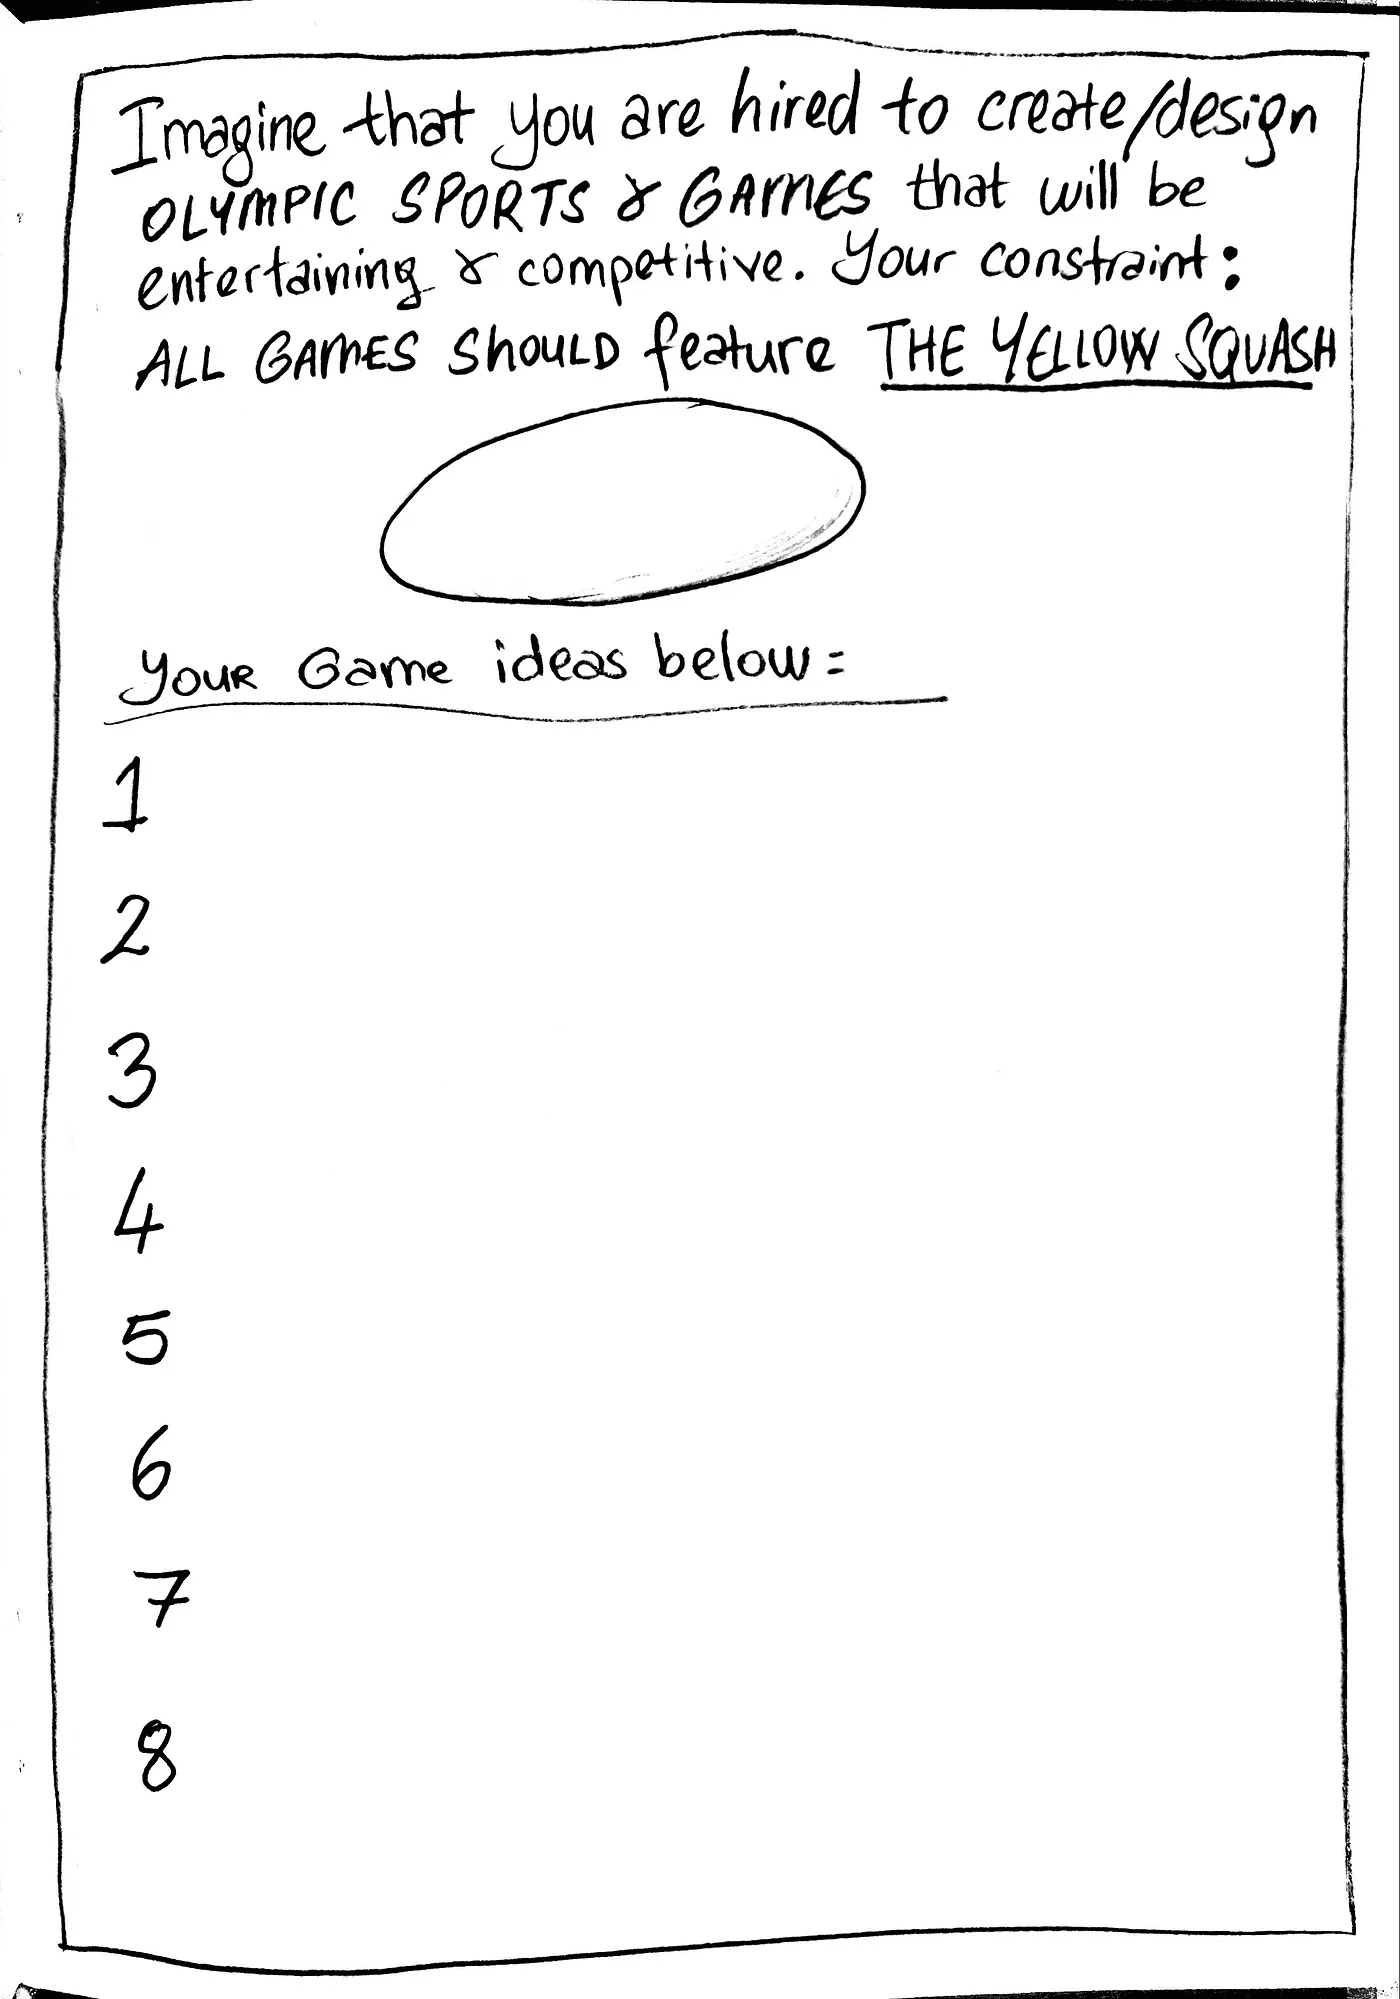 Imagine that you are hired to create/design
OLYMPIC SPORTS & GAMES that will be
entertaining & competitive. Your constraint:
ALL GAMES SHOULD feature THE YELLOW SQUASH
YOUR Game ideas below:
1
2
3
4
5
6
7
8